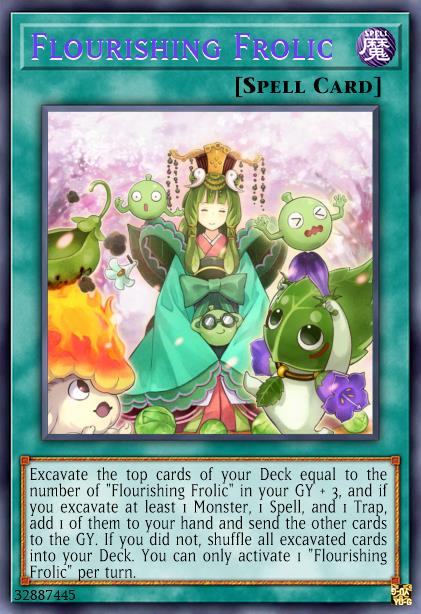 Flourishing Frolic
SPELL
魔
[Spell Card]
Excavate the top cards of your Deck equal to the
number of "Flourishing Frolic" in your GY + 3, and if
you excavate at least 1 Monster, 1 Spell, and 1 Trap,
add 1 of them to your hand and send the other cards
to the GY. If you did not, shuffle all excavated cards
into your Deck. You can only activate 1 "Flourishing
Frolic" per turn.
32887445